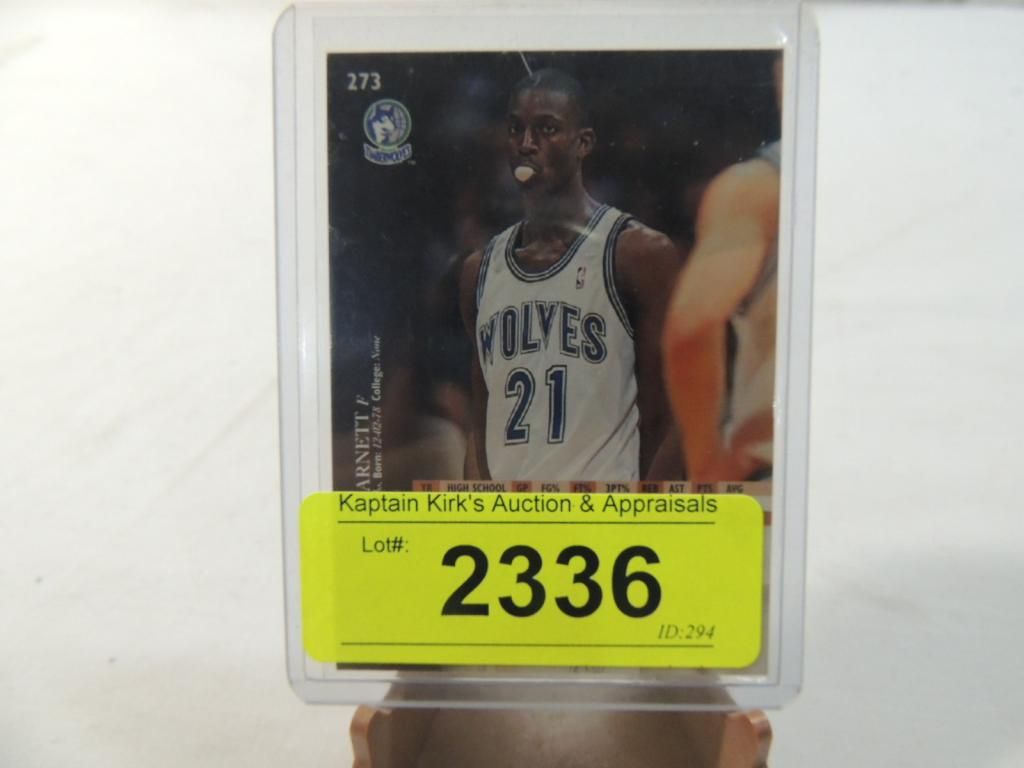 273
WOLVES
21
ARNETT F
Born: 12-02-78 College: None
YR HIGH SCHOOL GP FG% FT% 3PT% REB AST PTS AVG
Kaptain Kirk's Auction & Appraisals
Lot#:
2336
ID:294